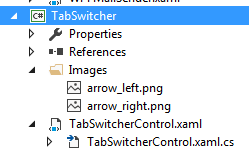 C# TabSwitcher
Properties
References
Images
arrow_left.png
arrow_right.png
TabSwitcherControl.xaml
TabSwitcherControl.xaml.cs